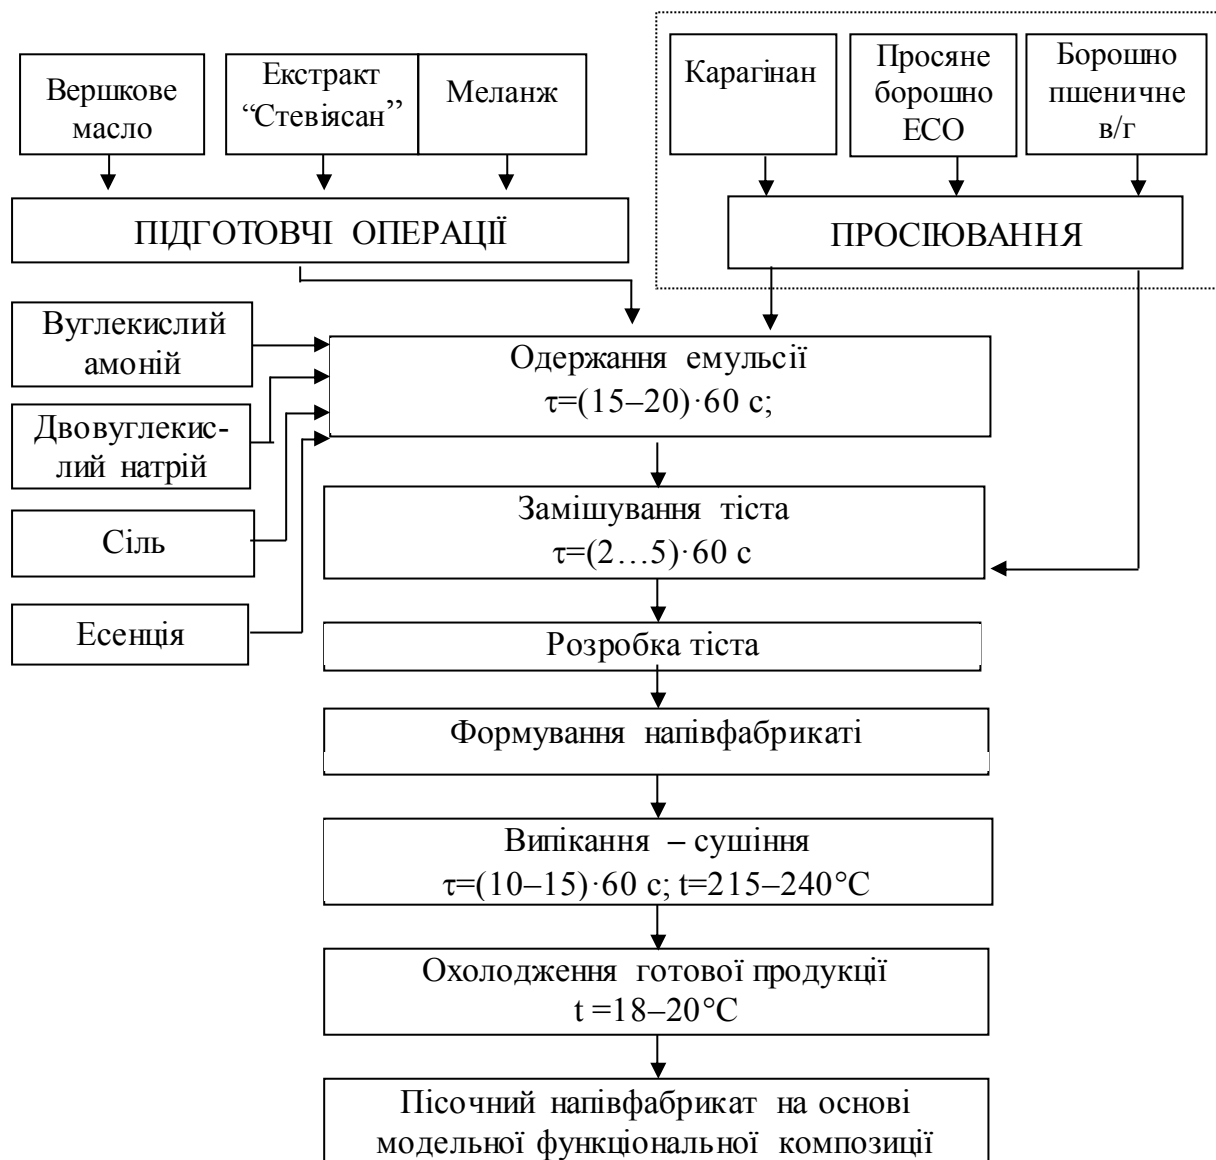 Вершкове
масло
Екстракт
“Стевіясан”
Меланж
Карагінан
Просяне
борошно
ЕСО
Борошно
пшеничне
в/г
ПІДГОТОВЧІ ОПЕРАЦІЇ
ПРОСІЮВАННЯ
Вуглекислий
амоній
Двовуглекис-
лий натрій
Сіль
Есенція
Одержання емульсії
τ=(15–20)·60 с;
Замішування тіста
τ=(2…5)·60 с
Розробка тіста
Формування напівфабрикаті
Випікання – сушіння
τ=(10–15)·60 с; t=215–240°С
Охолодження готової продукції
t =18–20°С
Пісочний напівфабрикат на основі
модельної функціональної композиції